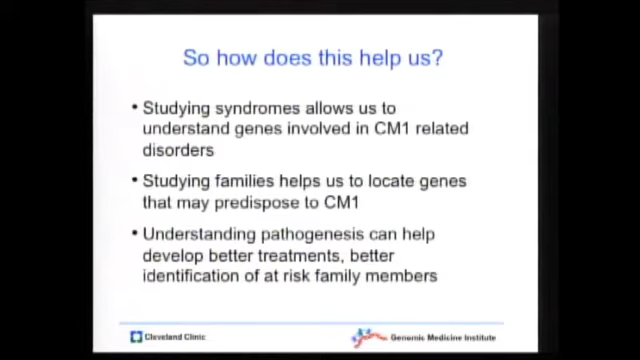 So how does this help us?
• Studying syndromes allows us to
understand genes involved in CM1 related
disorders
• Studying families helps us to locate genes
that may predispose to CM1
• Understanding pathogenesis can help
develop better treatments, better
identification of at risk family members
Cleveland Clinic
Genomic Medicine Institute